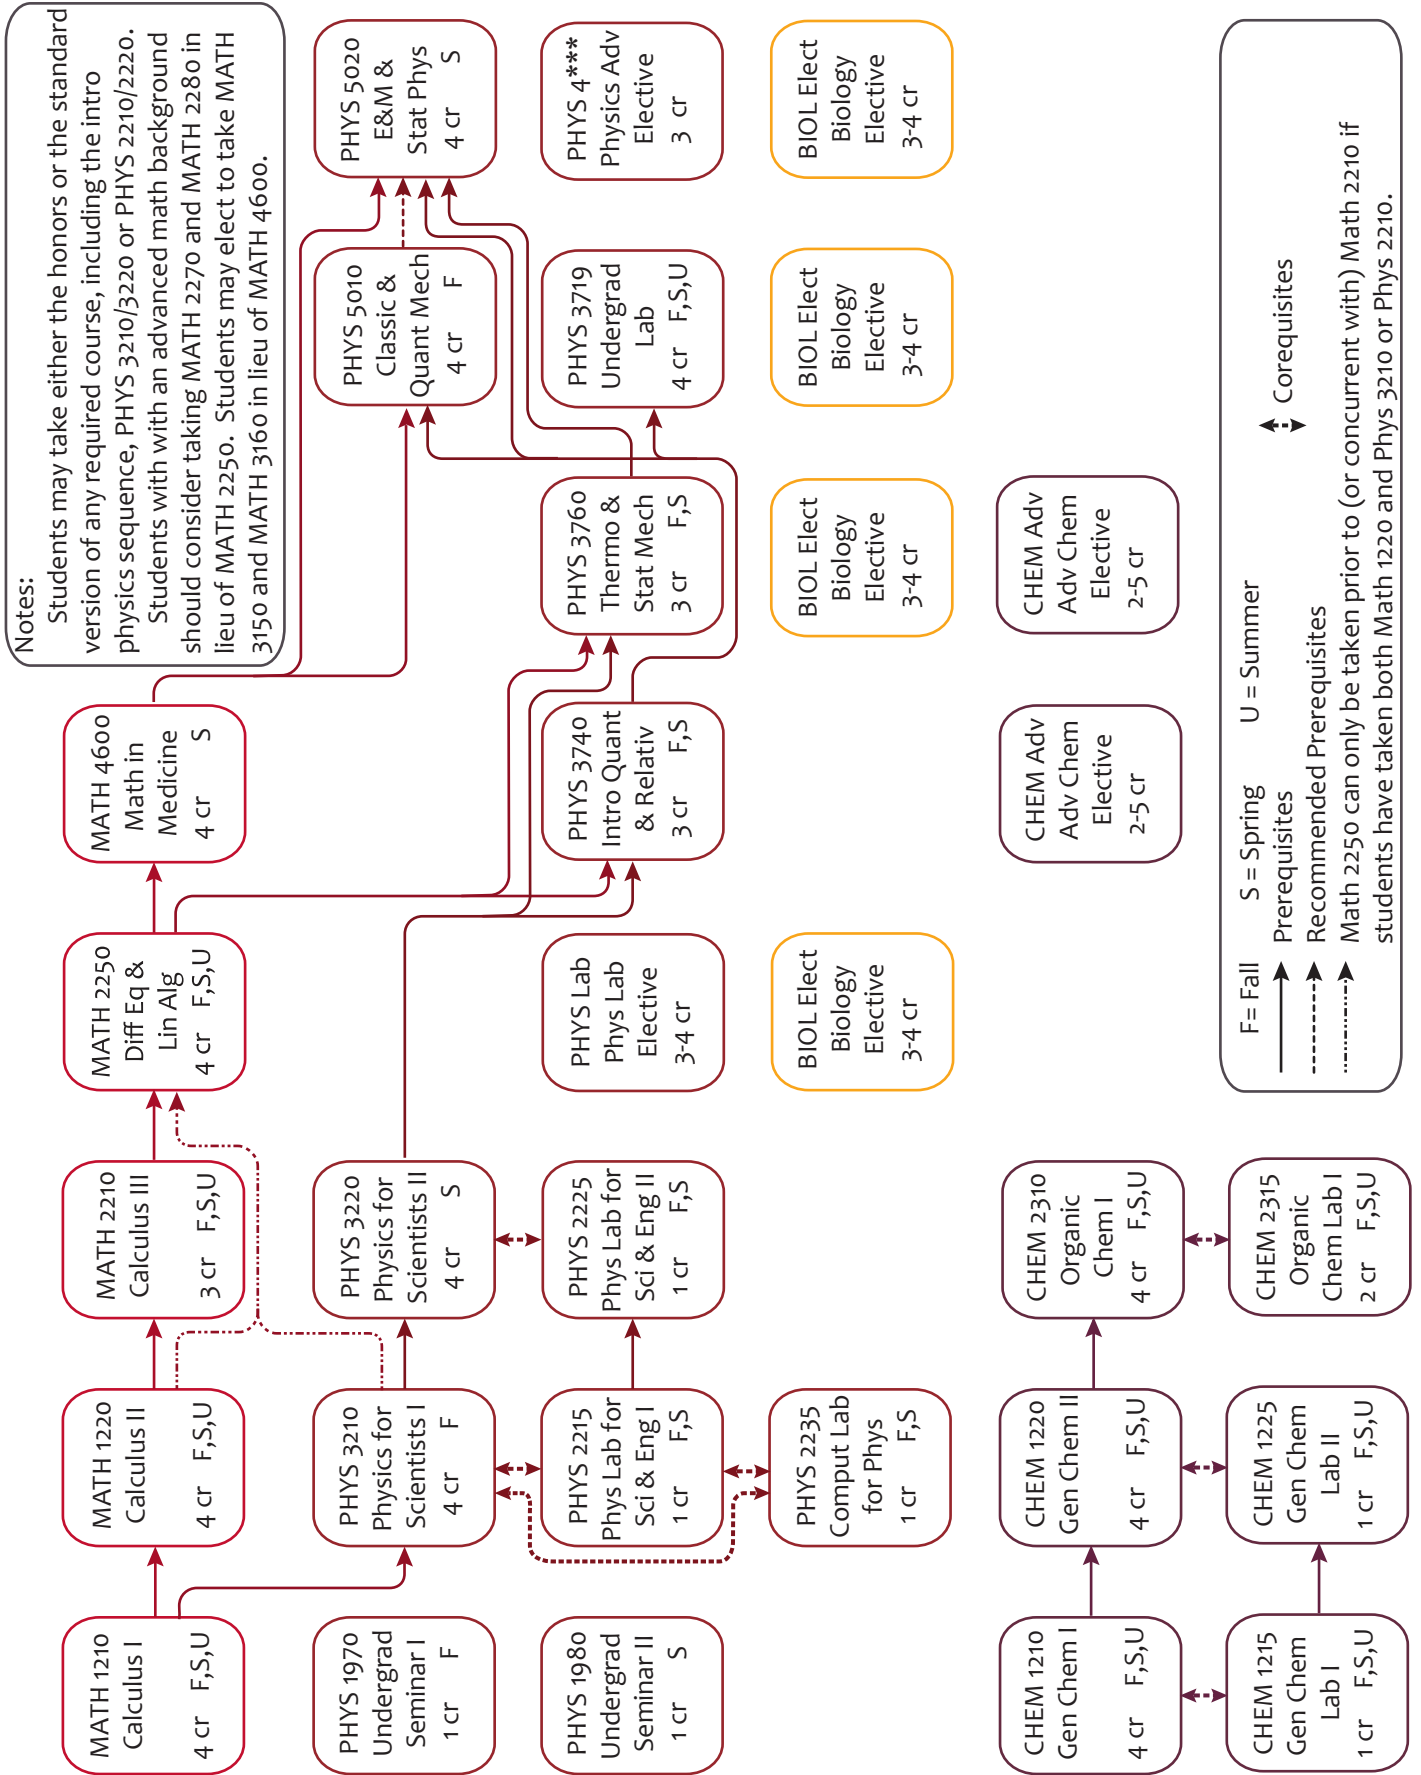 MATH 1210
Calculus I
4 cr F,S,U
MATH 1220
Calculus II
4 cr F,S,U
MATH 2210
Calculus III
3 cr F,S,U
MATH 2250
Diff Eq &
Lin Alg
4 cr F,S,U
MATH 4600
Math in
Medicine
4 cr S
Notes:
Students may take either the honors or the standard
version of any required course, including the intro
physics sequence, PHYS 3210/3220 or PHYS 2210/2220.
Students with with an advanced math background
should consider taking MATH 2270 and MATH 2280 in
lieu of MATH 2250. Students may elect to take MATH
3150 and MATH 3160 in lieu of MATH 4600.
PHYS 1970
Undergrad
Seminar I
1 cr F
PHYS 3210
Physics for
Scientists I
4 cr F
PHYS 3220
Physics for
Scientists II
4 cr S
PHYS 5010
Classic &
Quant Mech
4 cr F
PHYS 5020
E&M &
Stat Phys
4 cr S
PHYS 1980
Undergrad
Seminar II
1 cr S
PHYS 2215
Phys Lab for
Sci & Eng I
1 cr F,S
PHYS 2225
Phys Lab for
Sci & Eng II
1 cr F,S
PHYS Lab
Phys Lab
Elective
3-4 cr
PHYS 3740
Intro Quant
& Relativ
3 cr F,S
PHYS 3760
Thermo &
Stat Mech
3 cr F,S
PHYS 3719
Undergrad
Lab
4 cr F,S,U
PHYS 4***
Physics Adv
Elective
3 cr
PHYS 2235
Comput Lab
for Phys
1 cr F,S
BIOL Elect
Biology
Elective
3-4 cr
BIOL Elect
Biology
Elective
3-4 cr
BIOL Elect
Biology
Elective
3-4 cr
BIOL Elect
Biology
Elective
3-4 cr
CHEM 1210
Gen Chem I
4 cr F,S,U
CHEM 1220
Gen Chem II
4 cr F,S,U
CHEM 2310
Organic
Chem I
4 cr F,S,U
CHEM Adv
Adv Chem
Elective
2-5 cr
CHEM Adv
Adv Chem
Elective
2-5 cr
CHEM 1215
Gen Chem
Lab I
1 cr F,S,U
CHEM 1225
Gen Chem
Lab II
1 cr F,S,U
CHEM 2315
Organic
Chem Lab I
2 cr F,S,U
F= Fall S = Spring U = Summer
Prerequisites Corequisites
Recommended Prerequisites
Math 2250 can only be taken prior to (or concurrent with) Math 2210 if
students have taken both Math 1220 and Phys 3210 or Phys 2210.